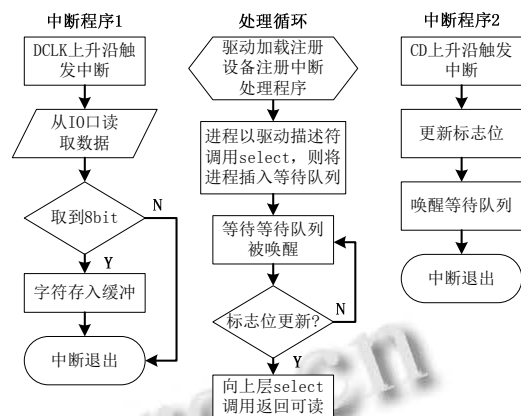 中断程序1
DCLK上升沿触
发中断
从IO口读
取数据
取到8bit
N
Y
字符存入缓冲
中断退出
处理循环
驱动加载注册
设备注册中断
处理程序
进程以驱动描述符
调用select，则将
进程插入等待队列
等待等待队列
被唤醒
标志位更新?
N
Y
向上层select
调用返回可读
中断程序2
CD上升沿触发
中断
更新标志位
唤醒等待队列
中断退出